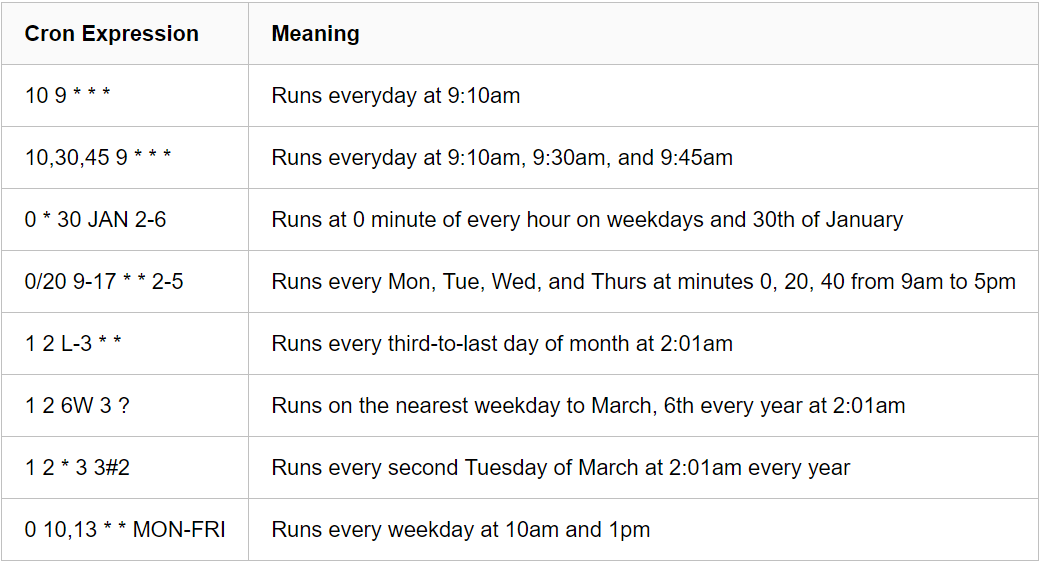 Cron Expression Meaning
10 9 * * * Runs everyday at 9:10am
10,30,45 9 * * * Runs everyday at 9:10am, 9:30am, and 9:45am
0 * 30 JAN 2-6 Runs at 0 minute of every hour on weekdays and 30th of January
0/20 9-17 * * 2-5 Runs every Mon, Tue, Wed, and Thurs at minutes 0, 20, 40 from 9am to 5pm
1 2 L-3 * * Runs every third-to-last day of month at 2:01am
1 2 6W 3 ? Runs on the nearest weekday to March, 6th every year at 2:01am
1 2 * 3 3#2 Runs every second Tuesday of March at 2:01am every year
0 10,13 * * MON-FRI Runs every weekday at 10am and 1pm